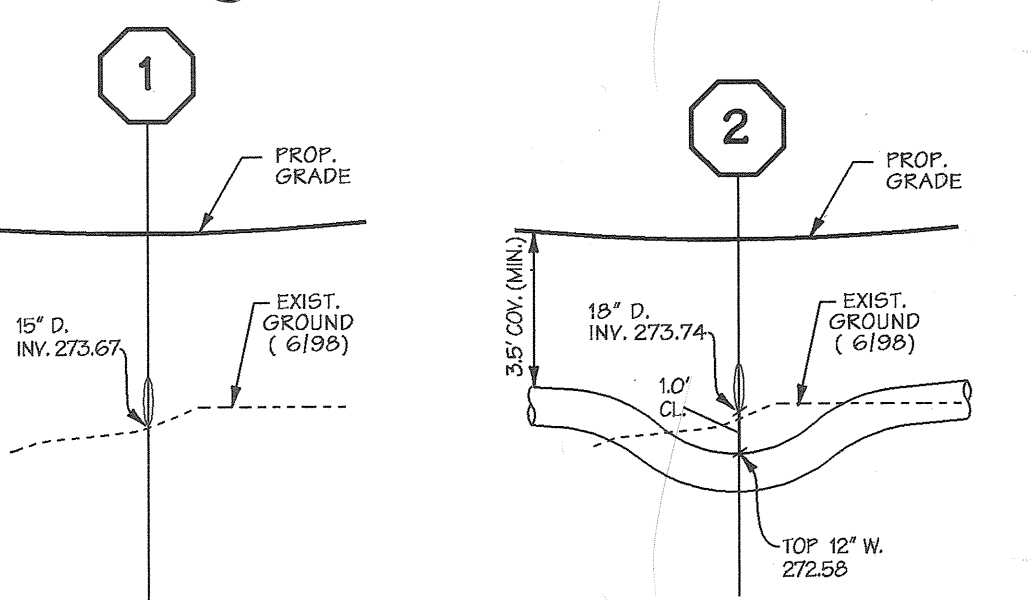 1
PROP.
GRADE
EXIST.
GROUND
( 6/98)
15" D.
INV. 273.67
2
PROP.
GRADE
3.5' COV. (MIN.)
18" D.
INV. 273.74
EXIST.
GROUND
( 6/98)
1.0'
CL.
TOP 12" W.
272.58